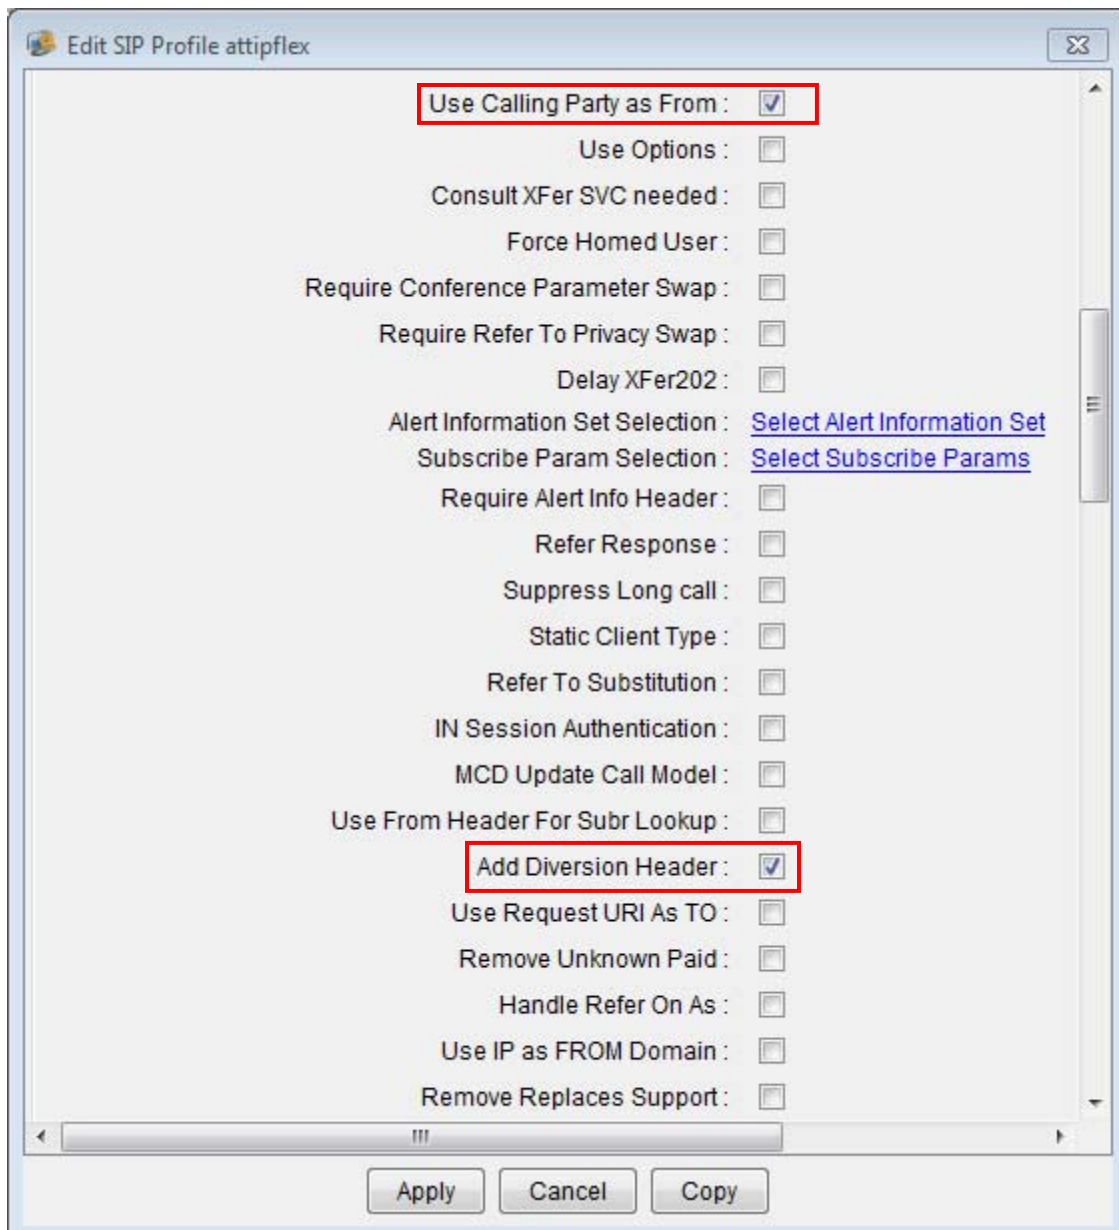 Edit SIP Profile attipflex
Use Calling Party as From :
Use Options :
Consult XFer SVC needed :
Force Homed User :
Require Conference Parameter Swap :
Require Refer To Privacy Swap :
Delay XFer202 :
Alert Information Set Selection : Select Alert Information Set
Subscribe Param Selection : Select Subscribe Params
Require Alert Info Header :
Refer Response :
Suppress Long call :
Static Client Type :
Refer To Substitution :
IN Session Authentication :
MCD Update Call Model :
Use From Header For Subr Lookup :
Add Diversion Header :
Use Request URI As TO :
Remove Unknown Paid :
Handle Refer On As :
Use IP as FROM Domain :
Remove Replaces Support :
Apply Cancel Copy